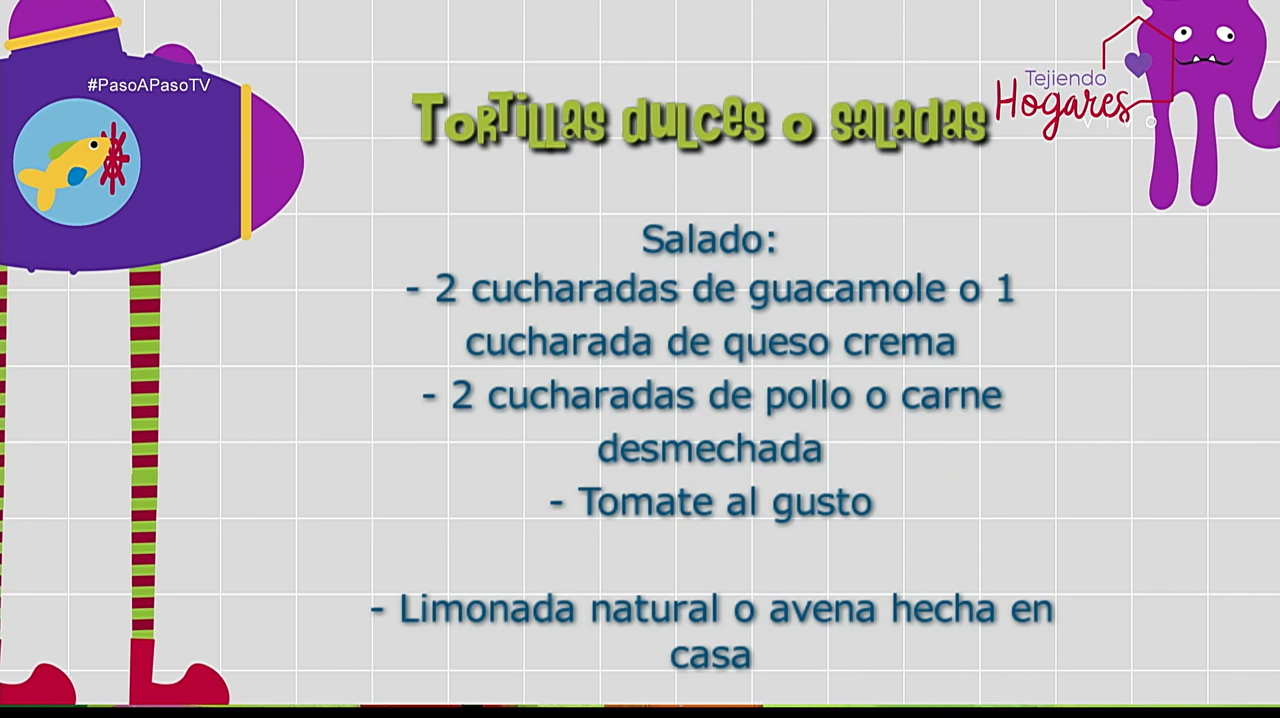 #PasoAPasoTV
Tejiendo
Hogares
VIVO
Tortillas dulces o saladas
Salado:
- 2 cucharadas de guacamole o 1
cucharada de queso crema
- 2 cucharadas de pollo o carne
desmechada
- Tomate al gusto
- Limonada natural o avena hecha en
casa